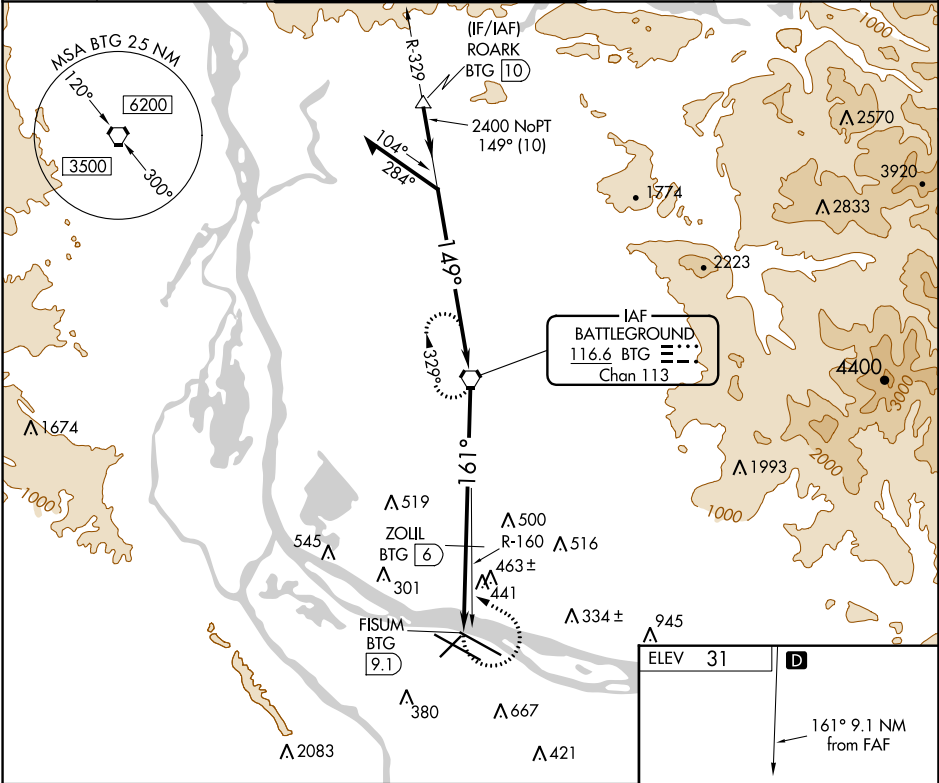 MSA BTG 25 NM
120°
6200
3500
300°
R-329
(IF/IAF)
ROARK
BTG 10
2400 NoPT
149° (10)
104°
284°
149°
1000
2570
3920
1774
2833
2223
IAF
BATTLEGROUND
116.6 BTG
Chan 113
329°
4400
3000
2000
1000
1674
1000
1993
161°
519
500
R-160
ZOLIL
BTG 6
545
516
463±
301
441
334±
945
FISUM
BTG
9.1
380
667
2083
421
ELEV 31
D
161° 9.1 NM
from FAF